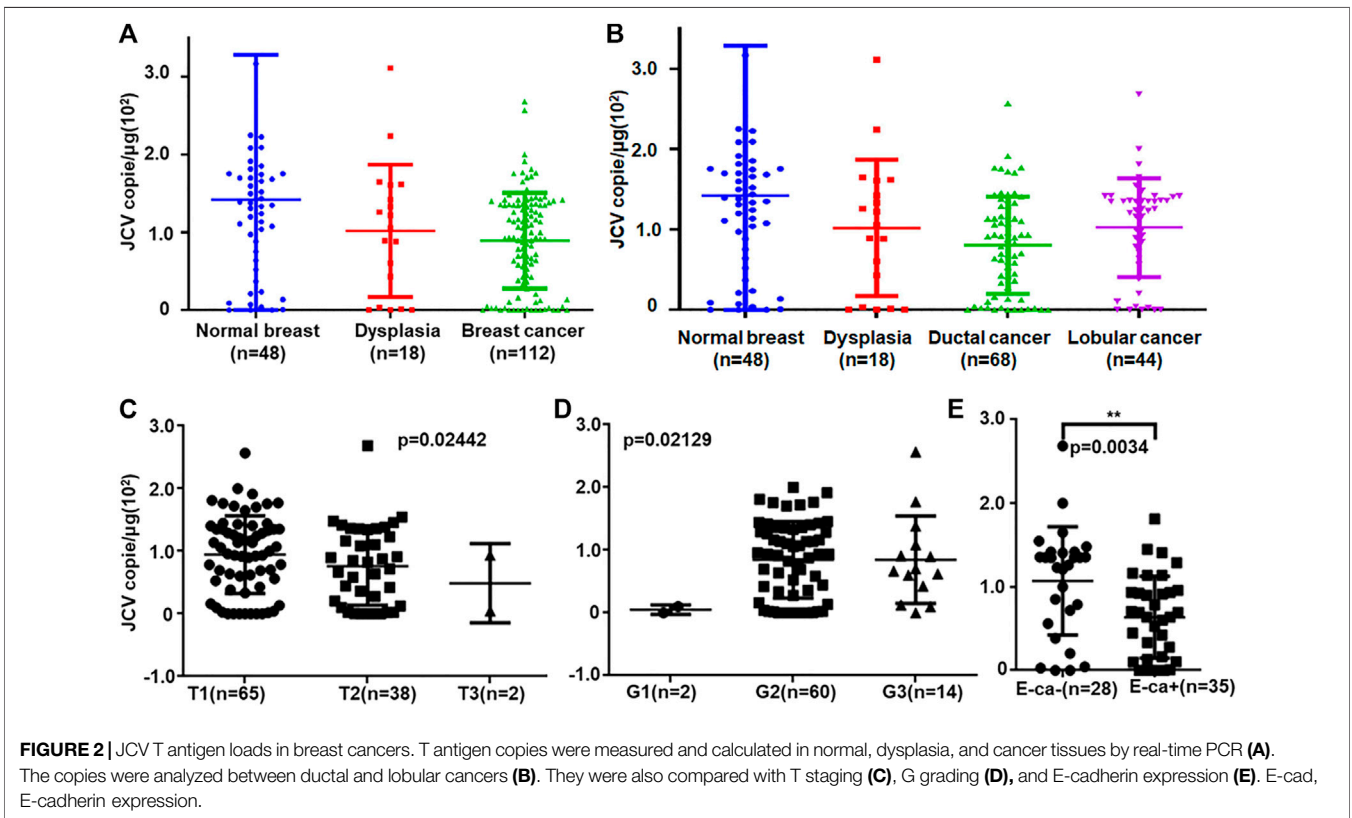 A
JCV copie/µg(10²)
3.0
2.0
1.0
0
Normal breast
(n=48)
Dysplasia
(n=18)
Breast cancer
(n=112)
B
JCV copie/µg(10²)
3.0
2.0
1.0
0
Normal breast
(n=48)
Dysplasia
(n=18)
Ductal cancer
(n=68)
Lobular cancer
(n=44)
C
JCV copie/µg(10²)
3.0
2.0
1.0
0
-1.0
p=0.02442
T1(n=65)
T2(n=38)
T3(n=2)
D
3.0
2.0
1.0
0
-1.0
p=0.02129
G1(n=2)
G2(n=60)
G3(n=14)
E
3.0
2.0
1.0
0
**
p=0.0034
E-ca-(n=28)
E-ca+(n=35)
FIGURE 2 | JCV T antigen loads in breast cancers. T antigen copies were measured and calculated in normal, dysplasia, and cancer tissues by real-time PCR (A).
The copies were analyzed between ductal and lobular cancers (B). They were also compared with T staging (C), G grading (D), and E-cadherin expression (E). E-cad,
E-cadherin expression.